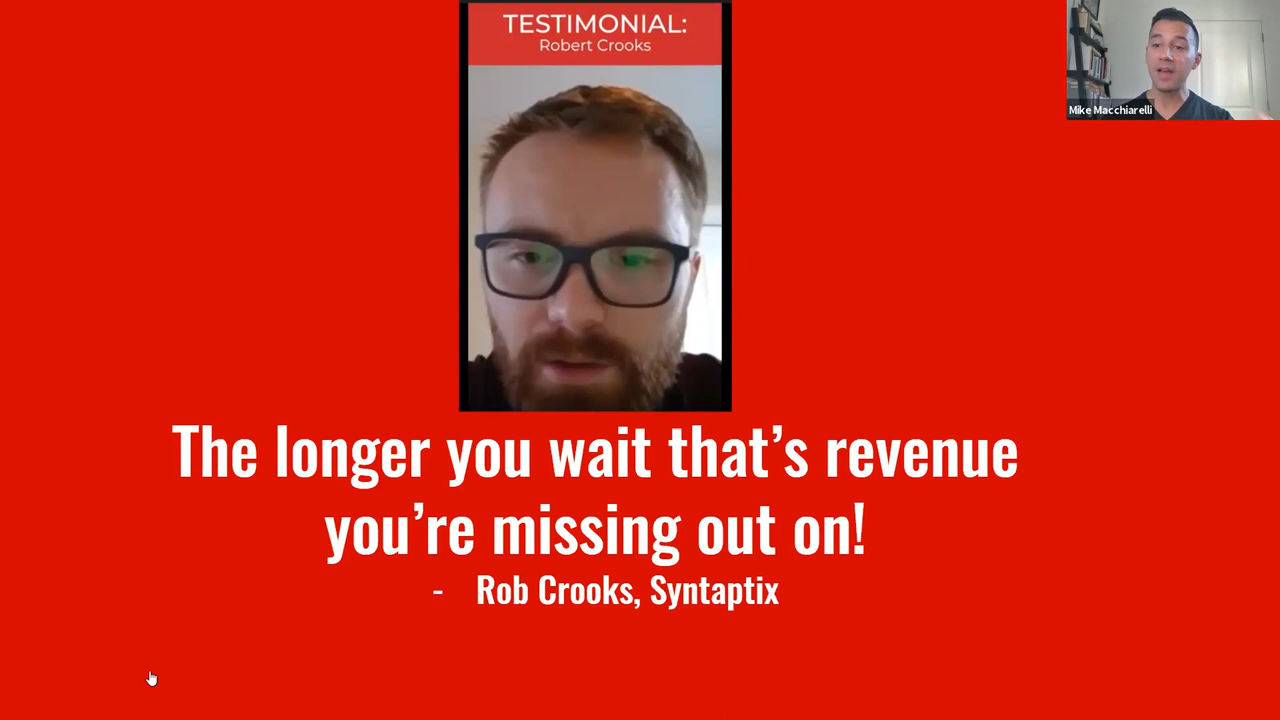 TESTIMONIAL:
Robert Crooks
Mike Macchiarelli
The longer you wait that’s revenue
you’re missing out on!
- Rob Crooks, Syntaptix